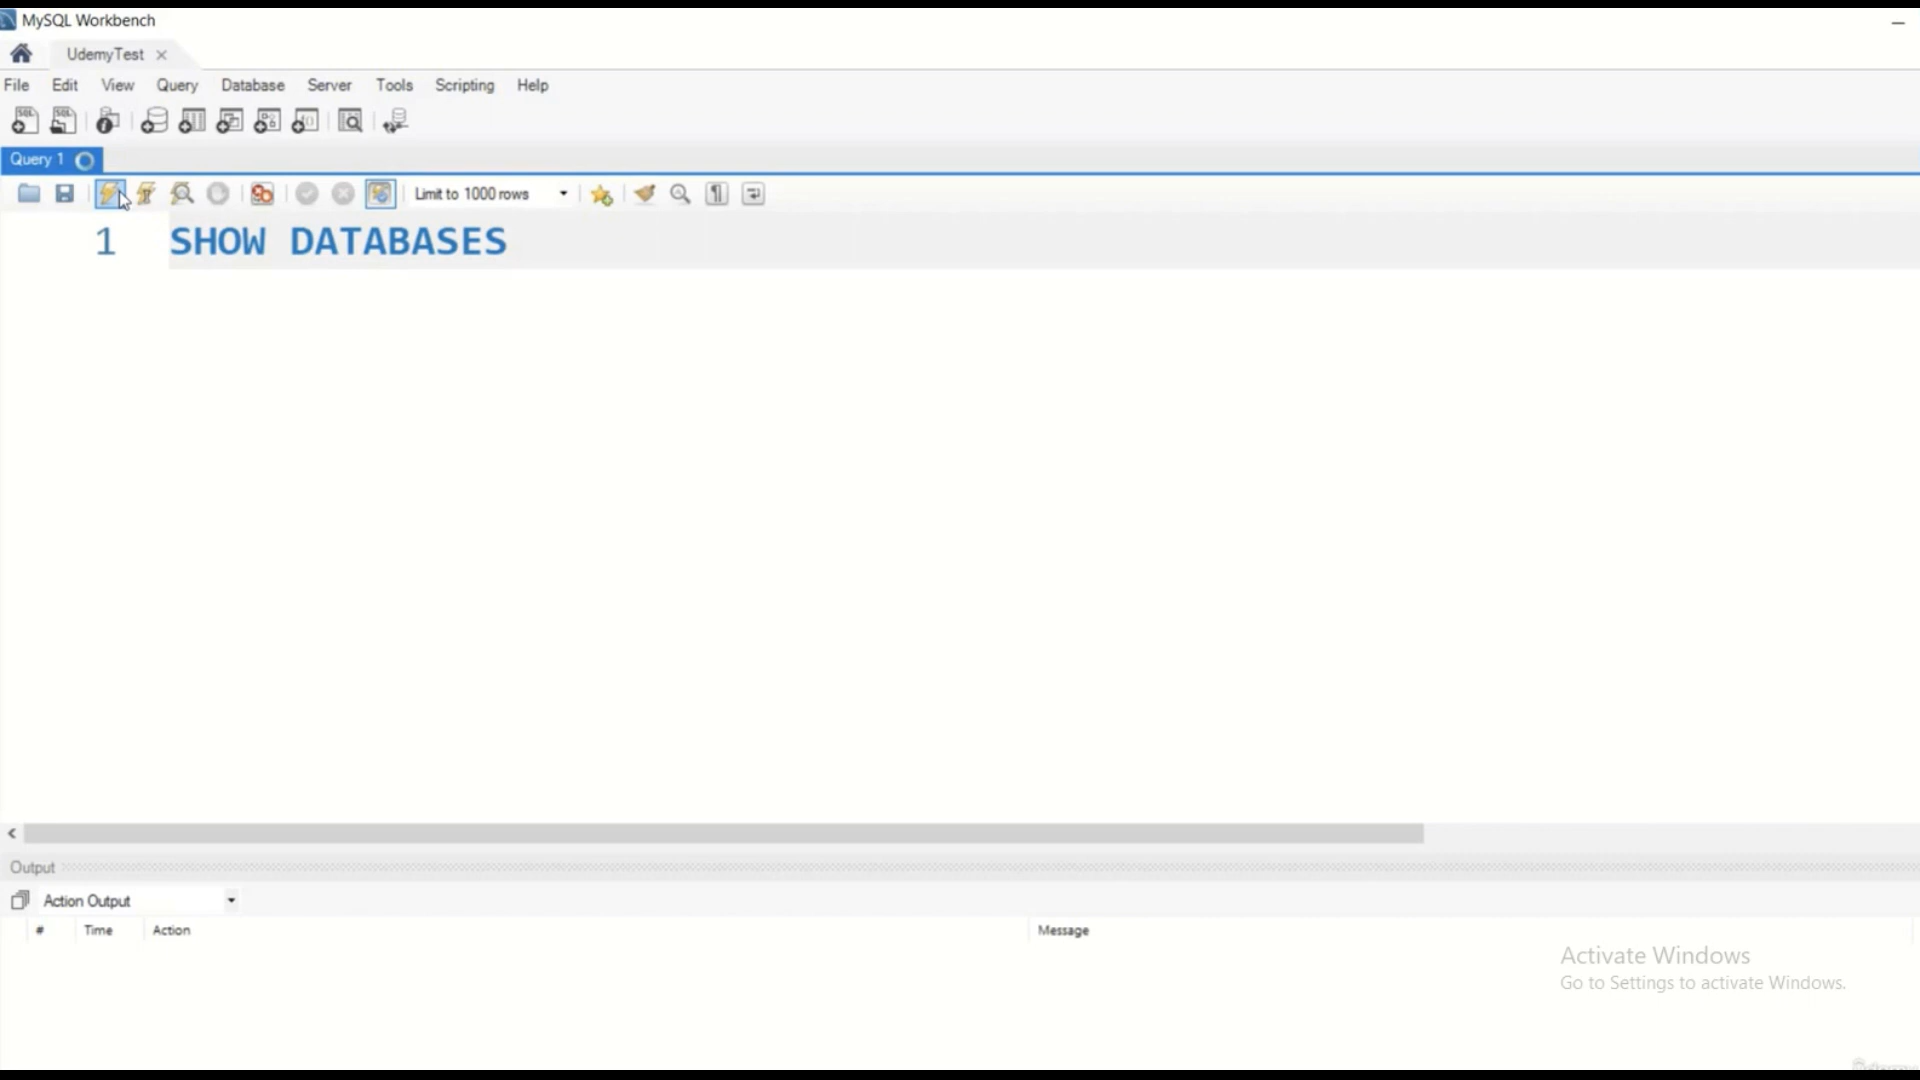 MySQL Workbench
UdemyTest
File Edit View Query Database Server Tools Scripting Help
Query 1
Limit to 1000 rows
1 SHOW DATABASES
Output
Action Output
# Time Action Message
Activate Windows
Go to Settings to activate Windows.